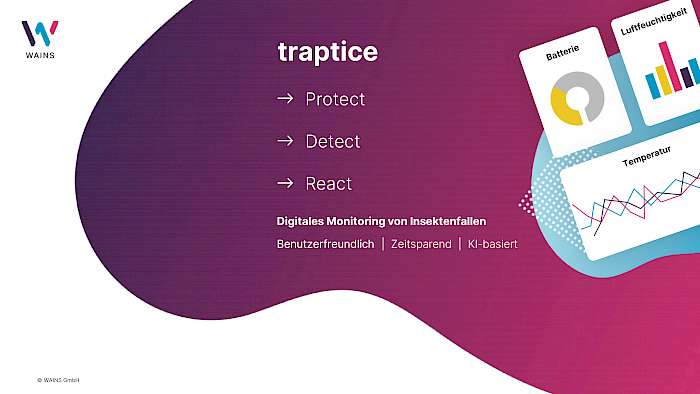 WAINS
traptice
→ Protect
→ Detect
→ React
Digitales Monitoring von Insektenfallen
Benutzerfreundlich | Zeitsparend | KI-basiert
Batterie
Luftfeuchtigkeit
Temperatur
© WAINS GmbH